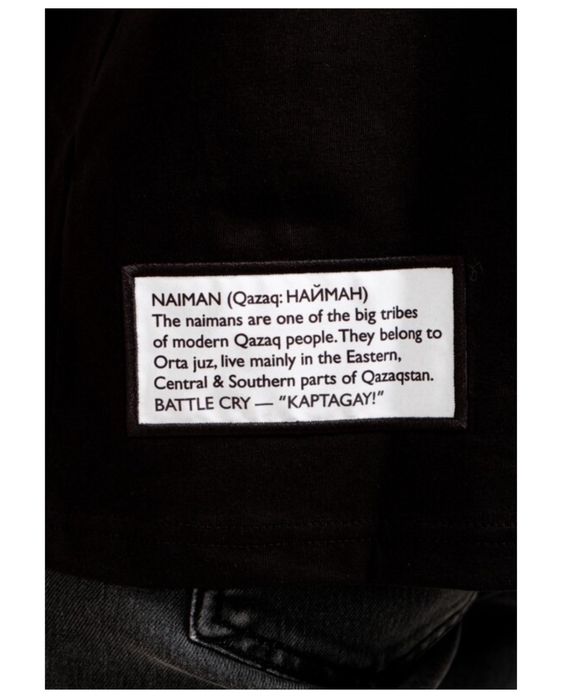 NAIMAN (Qazaq: НАЙМАН)
The naimans are one of the big tribes
of modern Qazaq people.They belong to
Orta juz, live mainly in the Eastern,
Central & Southern parts of Qazaqstan.
BATTLE CRY — "KAPTAGAY!"